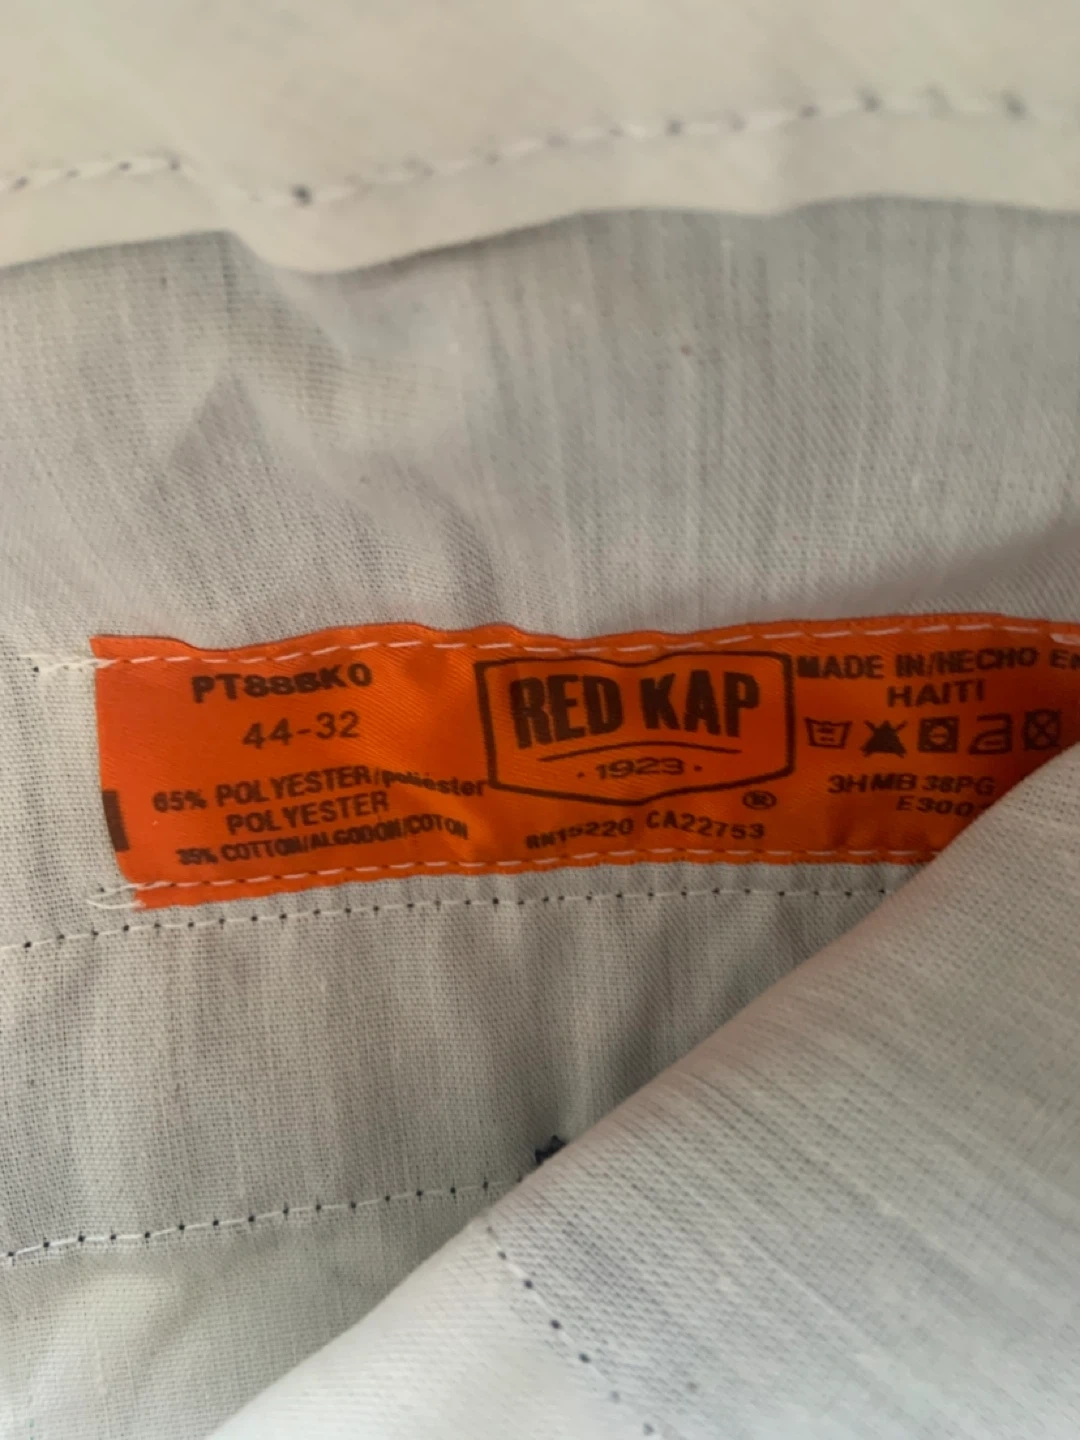 44-32
65% POLYESTER/poliéster
POLYESTER
35% COTTON/ALGODON/COTON
RED KAP
· 1923 ·
®
RN15220 CA22753
MADE IN/HECHO EN
HAITI
3HMB 38PG